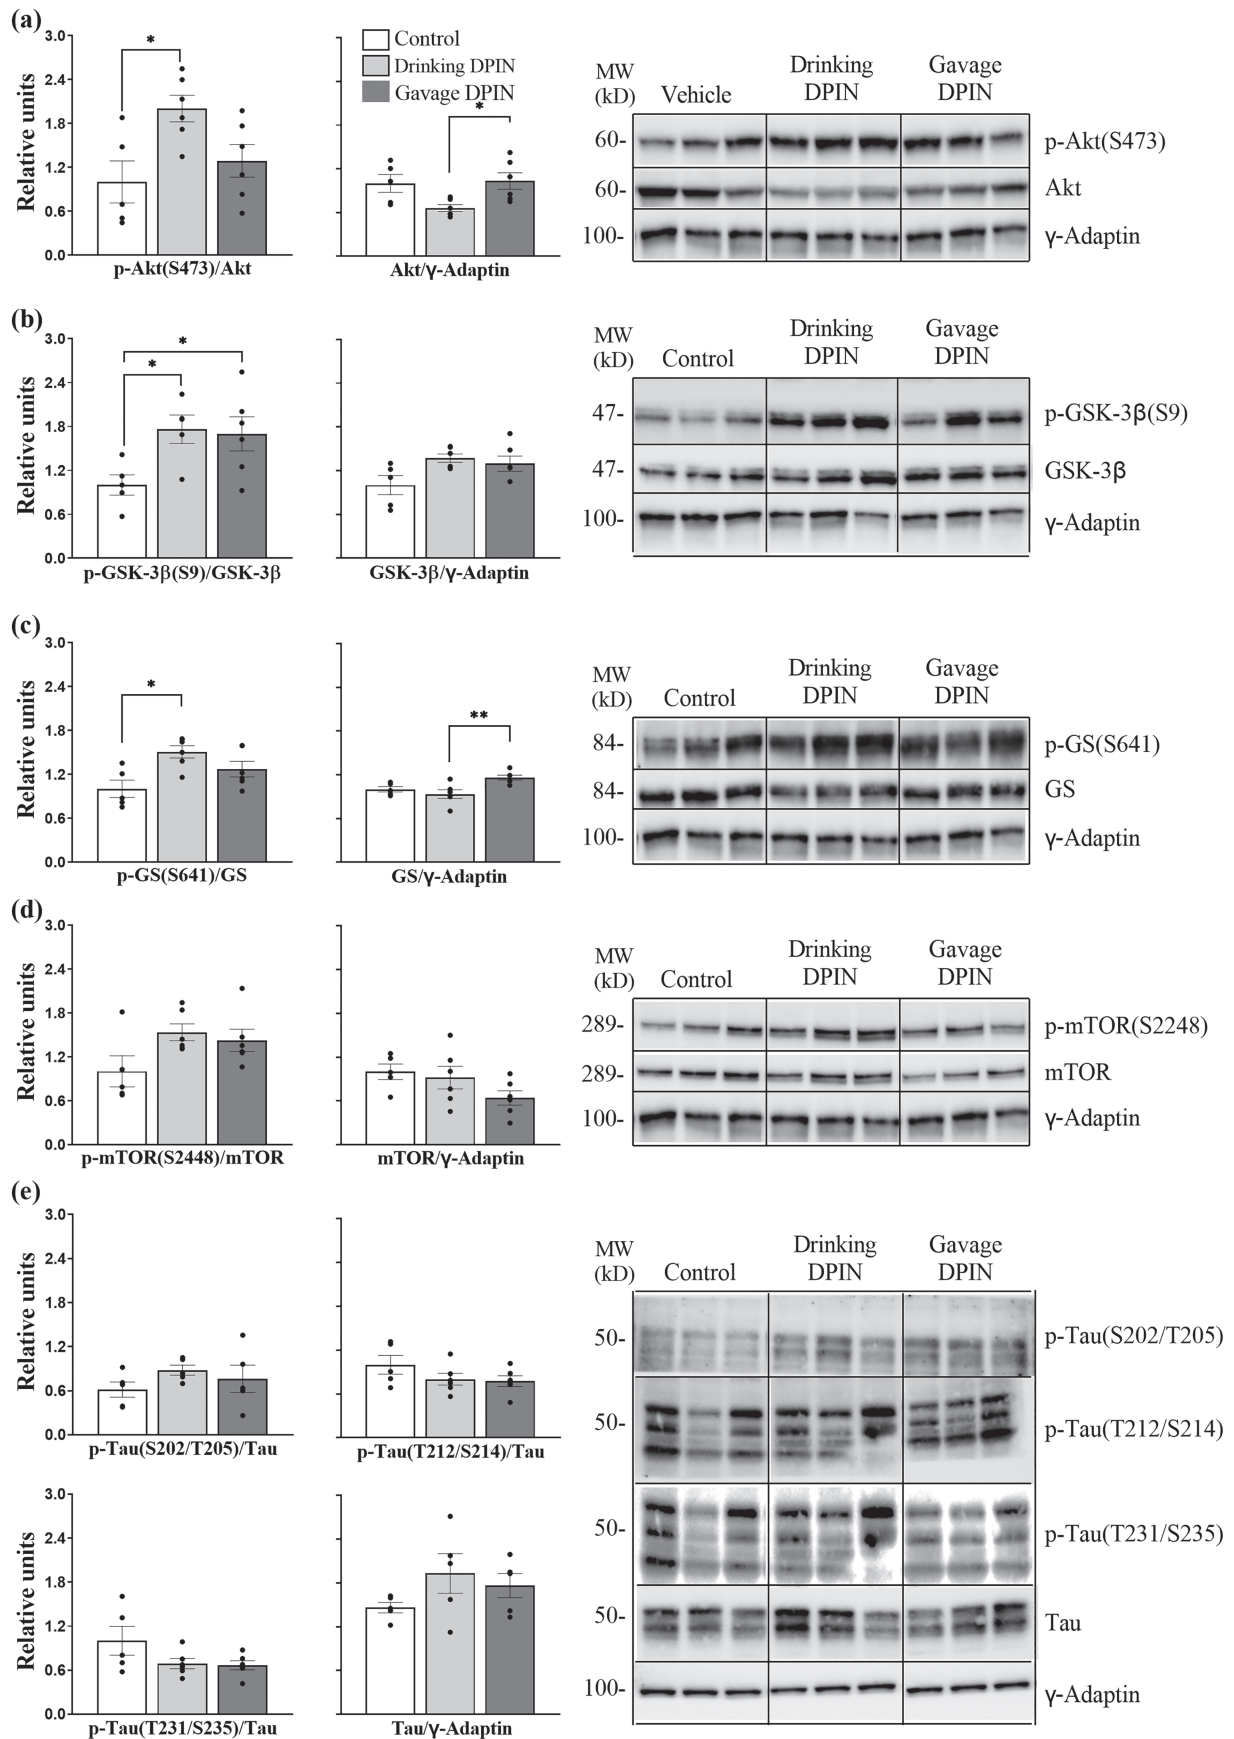 (a)
3.0
2.4
1.8
1.2
0.6
0.0
Relative units
*
p-Akt(S473)/Akt
Control
Drinking DPIN
Gavage DPIN
*
Akt/γ-Adaptin
MW
(kD)
Vehicle
Drinking
DPIN
Gavage
DPIN
60-
p-Akt(S473)
60-
Akt
100-
γ-Adaptin
(b)
3.0
2.4
1.8
1.2
0.6
0.0
Relative units
*
*
p-GSK-3β(S9)/GSK-3β
GSK-3β/γ-Adaptin
MW
(kD)
Control
Drinking
DPIN
Gavage
DPIN
47-
p-GSK-3β(S9)
47-
GSK-3β
100-
γ-Adaptin
(c)
3.0
2.4
1.8
1.2
0.6
0.0
Relative units
*
p-GS(S641)/GS
**
GS/γ-Adaptin
MW
(kD)
Control
Drinking
DPIN
Gavage
DPIN
84-
p-GS(S641)
84-
GS
100-
γ-Adaptin
(d)
3.0
2.4
1.8
1.2
0.6
0.0
Relative units
p-mTOR(S2448)/mTOR
mTOR/γ-Adaptin
MW
(kD)
Control
Drinking
DPIN
Gavage
DPIN
289-
p-mTOR(S2248)
289-
mTOR
100-
γ-Adaptin
(e)
3.0
2.4
1.8
1.2
0.6
0.0
Relative units
p-Tau(S202/T205)/Tau
p-Tau(T212/S214)/Tau
3.0
2.4
1.8
1.2
0.6
0.0
Relative units
p-Tau(T231/S235)/Tau
Tau/γ-Adaptin
MW
(kD)
Control
Drinking
DPIN
Gavage
DPIN
50-
p-Tau(S202/T205)
50-
p-Tau(T212/S214)
50-
p-Tau(T231/S235)
50-
Tau
100-
γ-Adaptin